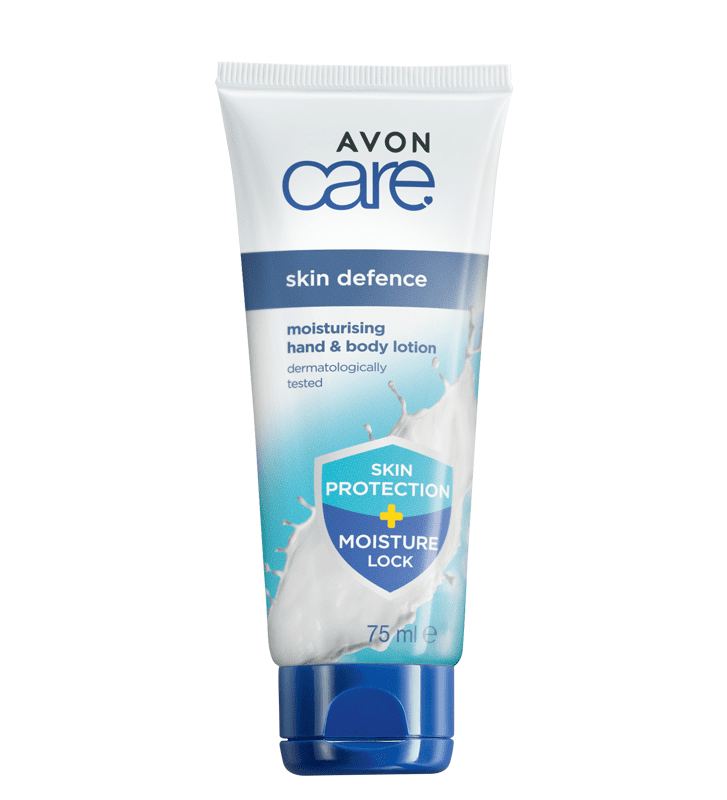 AVON
care
skin defence
moisturising
hand & body lotion
dermatologically
tested
SKIN
PROTECTION
+
MOISTURE
LOCK
75 ml ℮